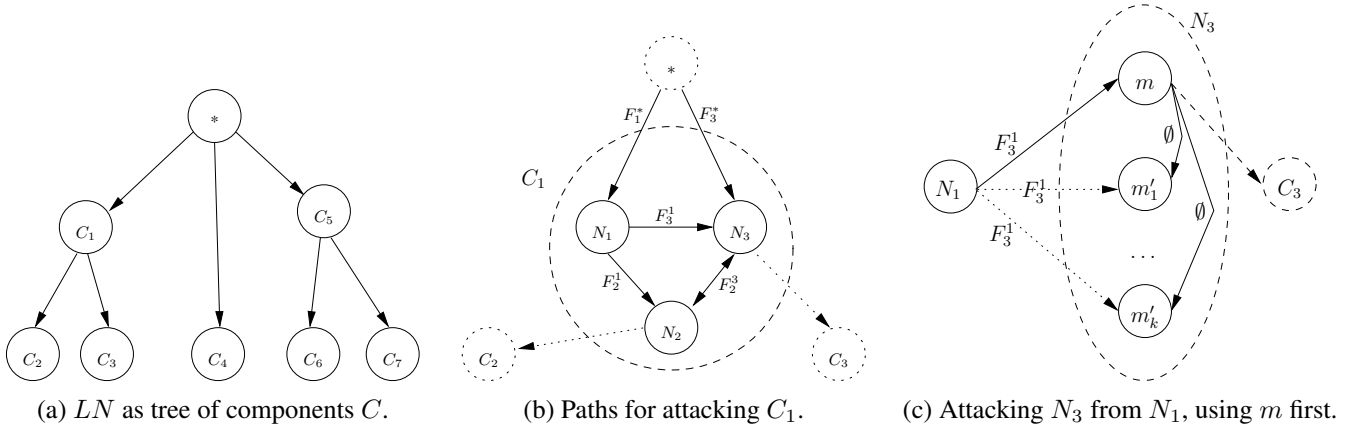 *
C₁
C₅
C₂
C₃
C₄
C₆
C₇
(a) LN as tree of components C.
*
F₁*
F₃*
C₁
N₁
F₃¹
N₃
F₂¹
F₂³
N₂
C₂
C₃
(b) Paths for attacking C₁.
N₃
m
F₃¹
∅
N₁
F₃¹
m′₁
C₃
F₃¹
∅
...
m′ₖ
(c) Attacking N₃ from N₁, using m first.